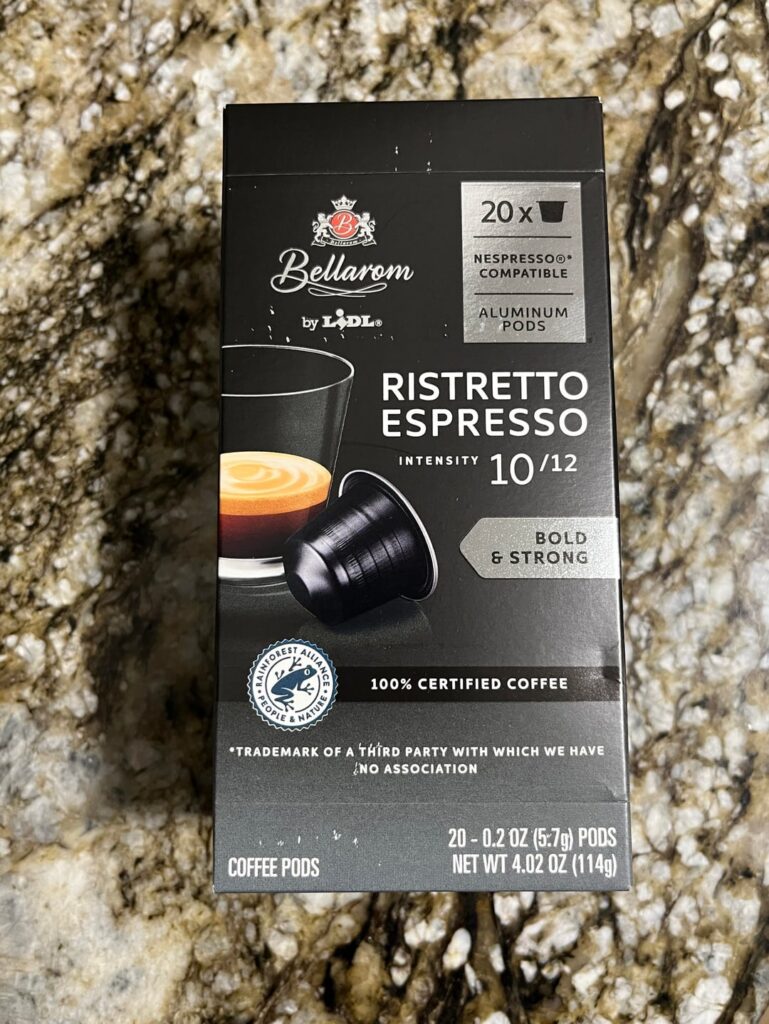 B
Bellarom
Bellarom
by LIDL®
20 x
NESPRESSO®*
COMPATIBLE
ALUMINUM
PODS
RISTRETTO
ESPRESSO
INTENSITY 10/12
BOLD
& STRONG
RAINFOREST ALLIANCE
PEOPLE & NATURE
100% CERTIFIED COFFEE
*TRADEMARK OF A THIRD PARTY WITH WHICH WE HAVE
NO ASSOCIATION
20 - 0.2 OZ (5.7g) PODS
COFFEE PODS NET WT 4.02 OZ (114g)